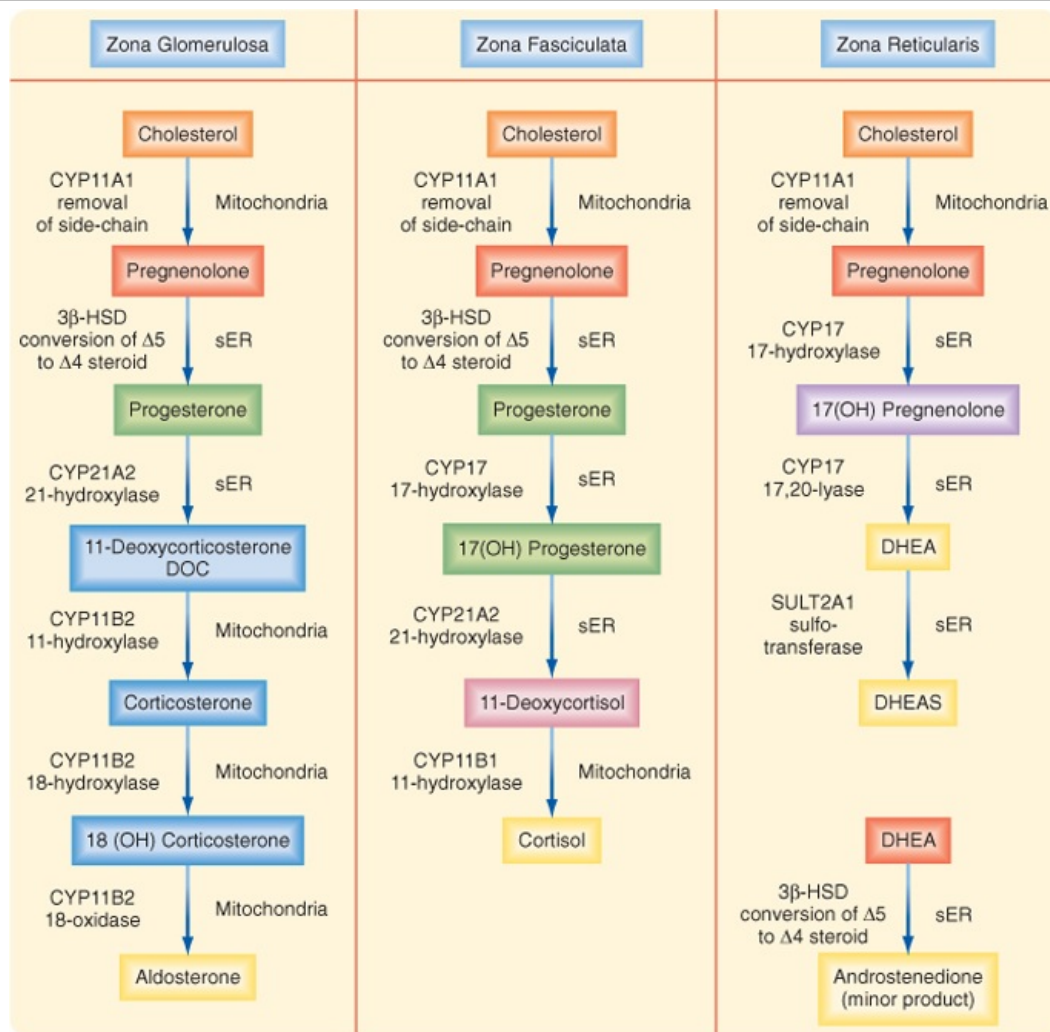 Zona Glomerulosa
Cholesterol
CYP11A1
removal
of side-chain
Mitochondria
Pregnenolone
3β-HSD
conversion of Δ5
to Δ4 steroid
sER
Progesterone
CYP21A2
21-hydroxylase
sER
11-Deoxycorticosterone
DOC
CYP11B2
11-hydroxylase
Mitochondria
Corticosterone
CYP11B2
18-hydroxylase
Mitochondria
18 (OH) Corticosterone
CYP11B2
18-oxidase
Mitochondria
Aldosterone
Zona Fasciculata
Cholesterol
CYP11A1
removal
of side-chain
Mitochondria
Pregnenolone
3β-HSD
conversion of Δ5
to Δ4 steroid
sER
Progesterone
CYP17
17-hydroxylase
sER
17(OH) Progesterone
CYP21A2
21-hydroxylase
sER
11-Deoxycortisol
CYP11B1
11-hydroxylase
Mitochondria
Cortisol
Zona Reticularis
Cholesterol
CYP11A1
removal
of side-chain
Mitochondria
Pregnenolone
CYP17
17-hydroxylase
sER
17(OH) Pregnenolone
CYP17
17,20-lyase
sER
DHEA
SULT2A1
sulfo-
transferase
sER
DHEAS
DHEA
3β-HSD
conversion of Δ5
to Δ4 steroid
sER
Androstenedione
(minor product)